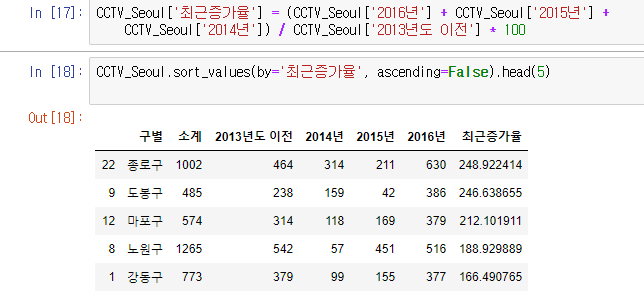 In [17]: CCTV_Seoul['최근증가율'] = (CCTV_Seoul['2016년'] + CCTV_Seoul['2015년'] +
CCTV_Seoul['2014년']) / CCTV_Seoul['2013년도 이전'] * 100
In [18]: CCTV_Seoul.sort_values(by='최근증가율', ascending=False).head(5)
Out[18]:
구별 소계 2013년도 이전 2014년 2015년 2016년 최근증가율
22 종로구 1002 464 314 211 630 248.922414
9 도봉구 485 238 159 42 386 246.638655
12 마포구 574 314 118 169 379 212.101911
8 노원구 1265 542 57 451 516 188.929889
1 강동구 773 379 99 155 377 166.490765